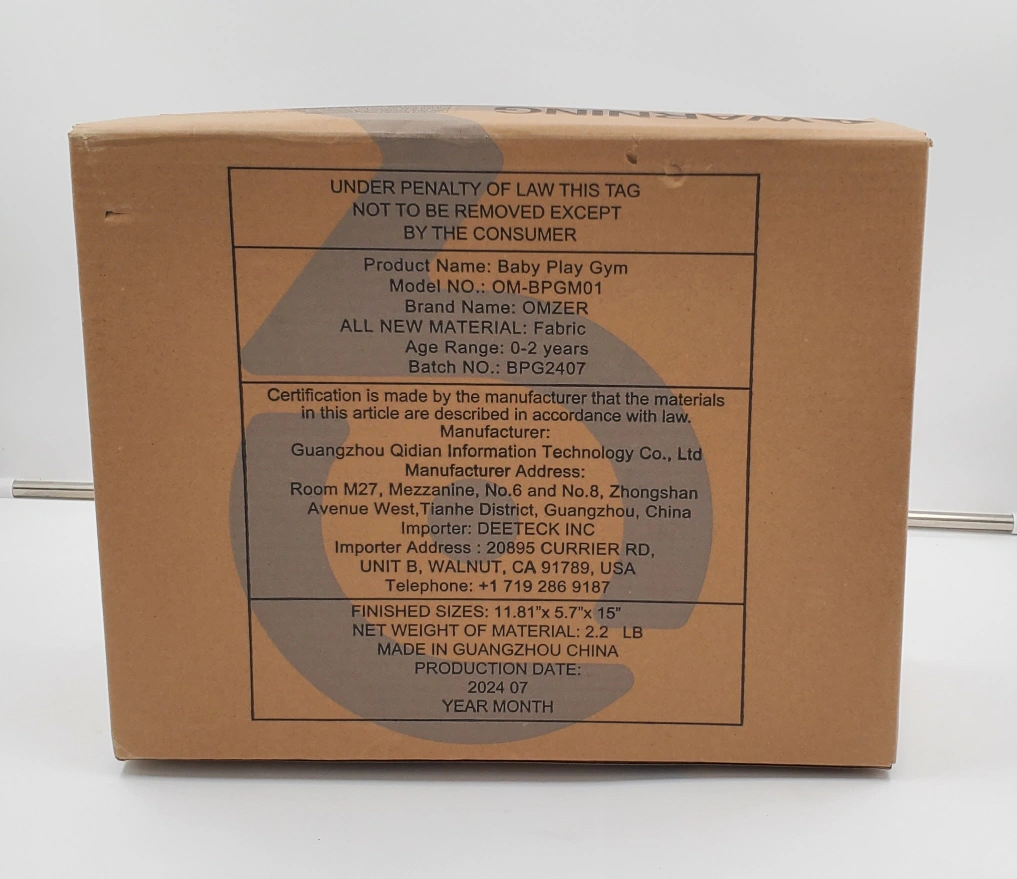 WARNING
UNDER PENALTY OF LAW THIS TAG
NOT TO BE REMOVED EXCEPT
BY THE CONSUMER
Product Name: Baby Play Gym
Model NO.: OM-BPGM01
Brand Name: OMZER
ALL NEW MATERIAL: Fabric
Age Range: 0-2 years
Batch NO.: BPG2407
Certification is made by the manufacturer that the materials
in this article are described in accordance with law.
Manufacturer:
Guangzhou Qidian Information Technology Co., Ltd
Manufacturer Address:
Room M27, Mezzanine, No.6 and No.8, Zhongshan
Avenue West,Tianhe District, Guangzhou, China
Importer: DEETECK INC
Importer Address : 20895 CURRIER RD,
UNIT B, WALNUT, CA 91789, USA
Telephone: +1 719 286 9187
FINISHED SIZES: 11.81”x 5.7”x 15”
NET WEIGHT OF MATERIAL: 2.2 LB
MADE IN GUANGZHOU CHINA
PRODUCTION DATE:
2024 07
YEAR MONTH